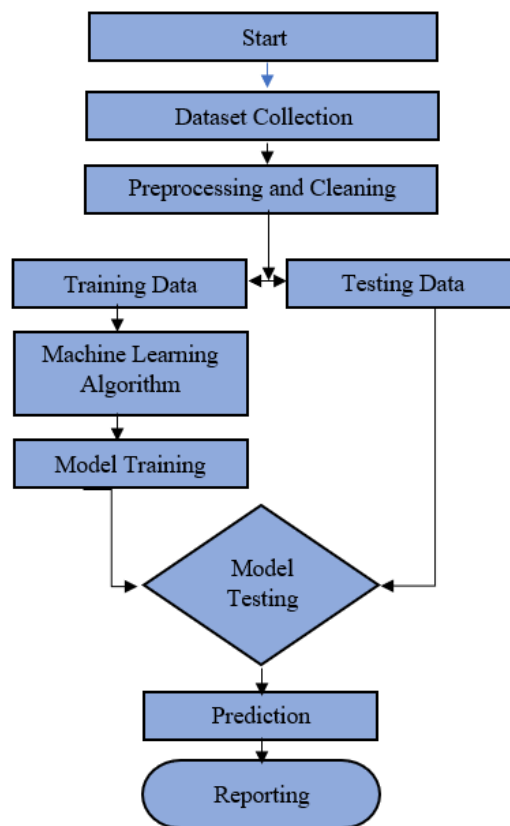 Start
Dataset Collection
Preprocessing and Cleaning
Training Data
Testing Data
Machine Learning
Algorithm
Model Training
Model
Testing
Prediction
Reporting